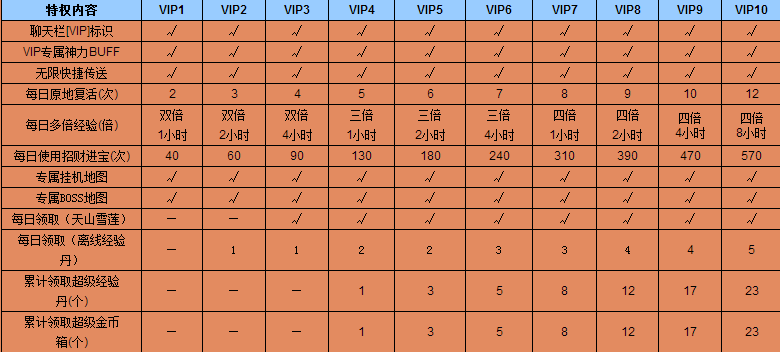 特权内容 VIP1 VIP2 VIP3 VIP4 VIP5 VIP6 VIP7 VIP8 VIP9 VIP10
聊天栏[VIP]标识 √ √ √ √ √ √ √ √ √ √
VIP专属神力BUFF √ √ √ √ √ √ √ √ √ √
无限快捷传送 √ √ √ √ √ √ √ √ √ √
每日原地复活(次) 2 3 4 5 6 7 8 9 10 12
每日多倍经验(倍) 双倍 双倍 双倍 三倍 三倍 三倍 四倍 四倍 四倍 四倍
1小时 2小时 4小时 1小时 2小时 4小时 1小时 2小时 4小时 8小时
每日使用招财进宝(次) 40 60 90 130 180 240 310 390 470 570
专属挂机地图 √ √ √ √ √ √ √ √ √ √
专属BOSS地图 √ √ √ √ √ √ √ √ √ √
每日领取（天山雪莲） — — √ √ √ √ √ √ √ √
每日领取（离线经验
丹） — 1 1 2 2 3 3 4 4 5
累计领取超级经验
丹(个) — — — 1 3 5 8 12 17 23
累计领取超级金币
箱(个) — — — 1 3 5 8 12 17 23